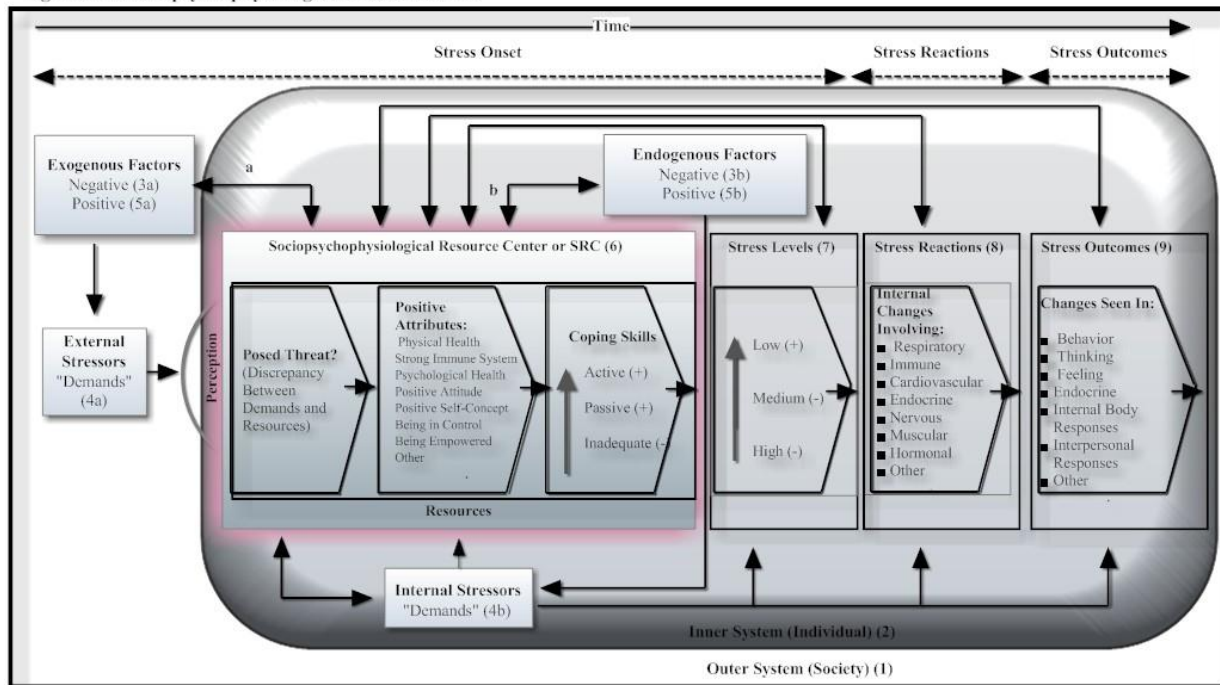 Time
Stress Onset
Stress Reactions
Stress Outcomes
Exogenous Factors
Negative (3a)
Positive (5a)
a
b
Endogenous Factors
Negative (3b)
Positive (5b)
Sociopsychophysiological Resource Center or SRC (6)
Stress Levels (7)
Stress Reactions (8)
Stress Outcomes (9)
External
Stressors
"Demands"
(4a)
Perception
Posed Threat?
(Discrepancy
Between
Demands and
Resources)
Positive
Attributes:
Physical Health
Strong Immune System
Psychological Health
Positive Attitude
Positive Self-Concept
Being in Control
Being Empowered
Other
Coping Skills
Active (+)
Passive (+)
Inadequate (-)
Resources
Low (+)
Medium (-)
High (-)
Internal
Changes
Involving:
■ Respiratory
■ Immune
■ Cardiovascular
■ Endocrine
■ Nervous
■ Muscular
■ Hormonal
■ Other
Changes Seen In:
■ Behavior
■ Thinking
■ Feeling
■ Endocrine
■ Internal Body
Responses
■ Interpersonal
Responses
■ Other
Internal Stressors
"Demands" (4b)
Inner System (Individual) (2)
Outer System (Society) (1)